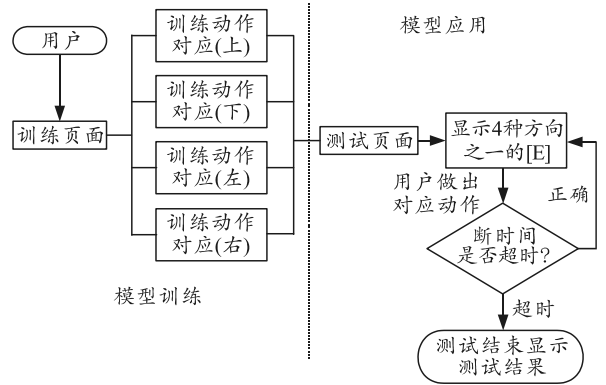 用户
训练页面
训练动作
对应(上)
训练动作
对应(下)
训练动作
对应(左)
训练动作
对应(右)
模型训练
模型应用
测试页面
显示4种方向
之一的[E]
用户做出
对应动作
正确
断时间
是否超时?
超时
测试结束显示
测试结果